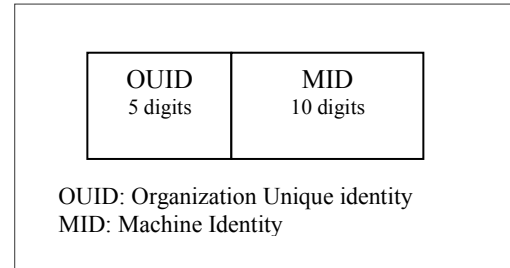 OUID MID
5 digits 10 digits
OUID: Organization Unique identity
MID: Machine Identity